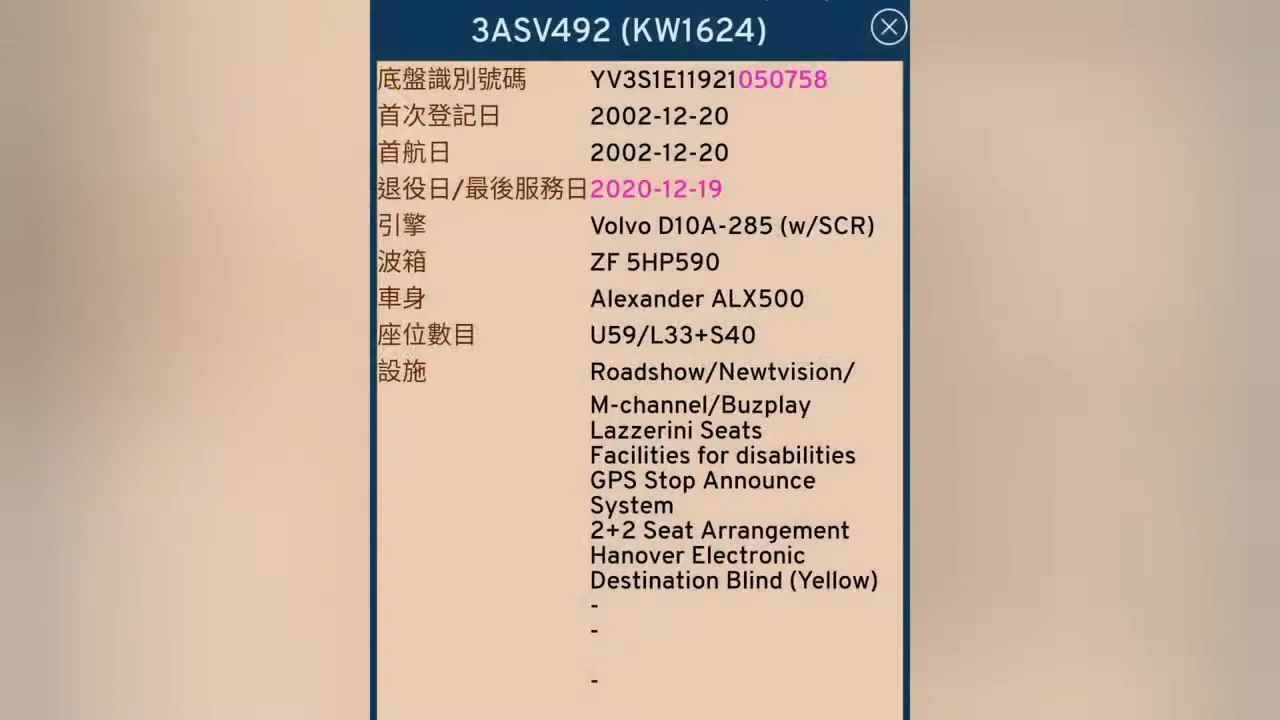 3ASV492 (KW1624)
底盤識別號碼 YV3S1E11921050758
首次登記日 2002-12-20
首航日 2002-12-20
退役日/最後服務日 2020-12-19
引擎 Volvo D10A-285 (w/SCR)
波箱 ZF 5HP590
車身 Alexander ALX500
座位數目 U59/L33+S40
設施 Roadshow/Newtvision/
M-channel/Buzplay
Lazzerini Seats
Facilities for disabilities
GPS Stop Announce
System
2+2 Seat Arrangement
Hanover Electronic
Destination Blind (Yellow)
-
-
-